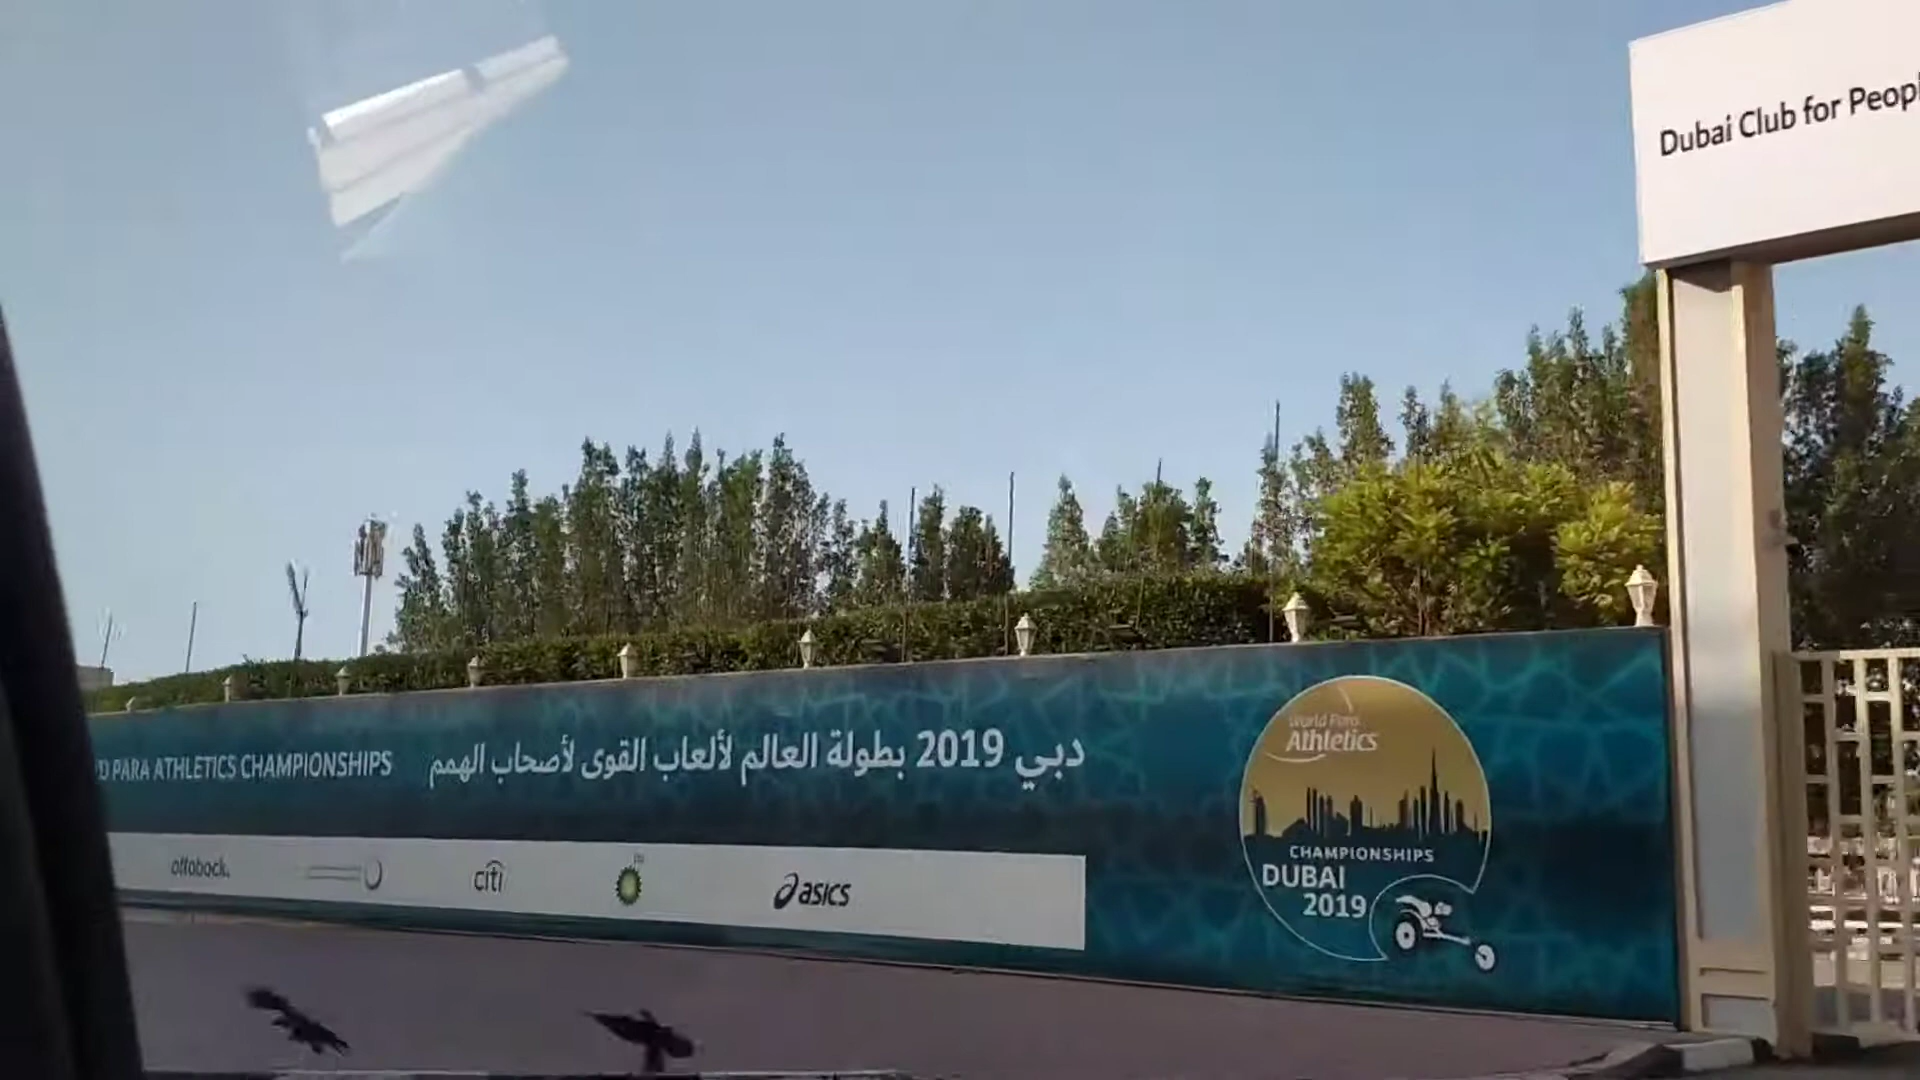 Dubai Club for Peopl
D PARA ATHLETICS CHAMPIONSHIPS
دبي 2019 بطولة العالم لألعاب القوى لأصحاب الهمم
World Para
Athletics
CHAMPIONSHIPS
DUBAI
2019
ottobock.
citi
bp
asics